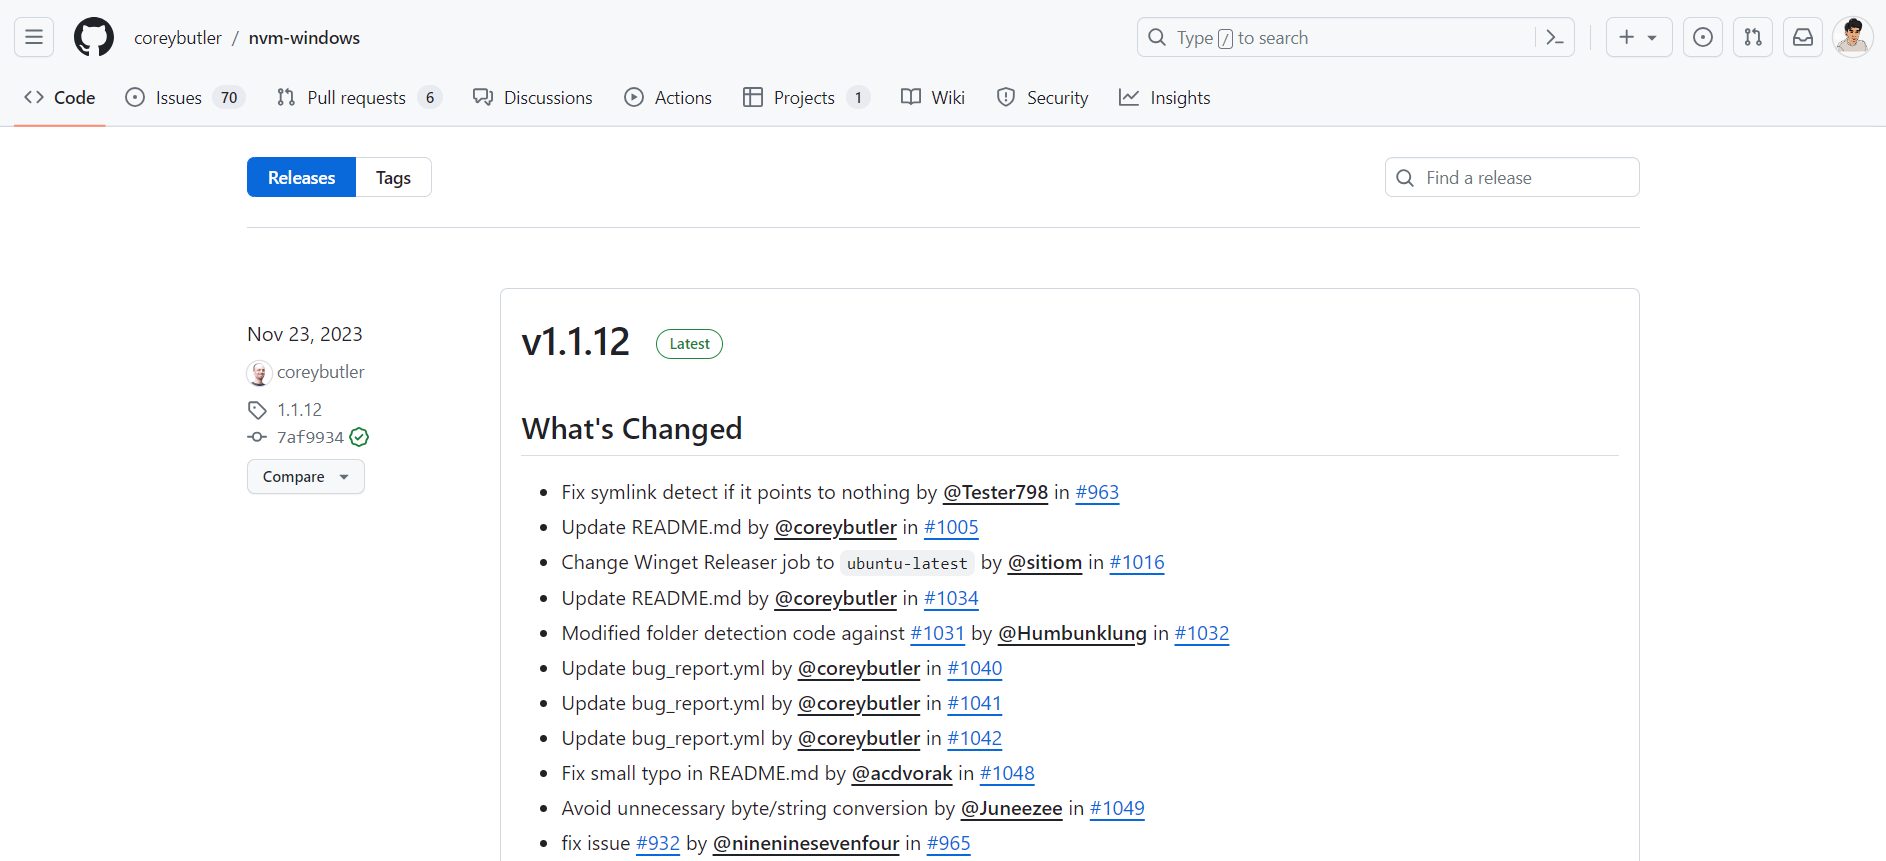 coreybutler / nvm-windows
Type / to search
Code
Issues 70
Pull requests 6
Discussions
Actions
Projects 1
Wiki
Security
Insights
Releases
Tags
Find a release
Nov 23, 2023
coreybutler
1.1.12
7af9934
Compare
v1.1.12 Latest
What's Changed
Fix symlink detect if it points to nothing by @Tester798 in #963
Update README.md by @coreybutler in #1005
Change Winget Releaser job to ubuntu-latest by @sitiom in #1016
Update README.md by @coreybutler in #1034
Modified folder detection code against #1031 by @Humbunklung in #1032
Update bug_report.yml by @coreybutler in #1040
Update bug_report.yml by @coreybutler in #1041
Update bug_report.yml by @coreybutler in #1042
Fix small typo in README.md by @acdvorak in #1048
Avoid unnecessary byte/string conversion by @Juneezee in #1049
fix issue #932 by @nineninesevenfour in #965